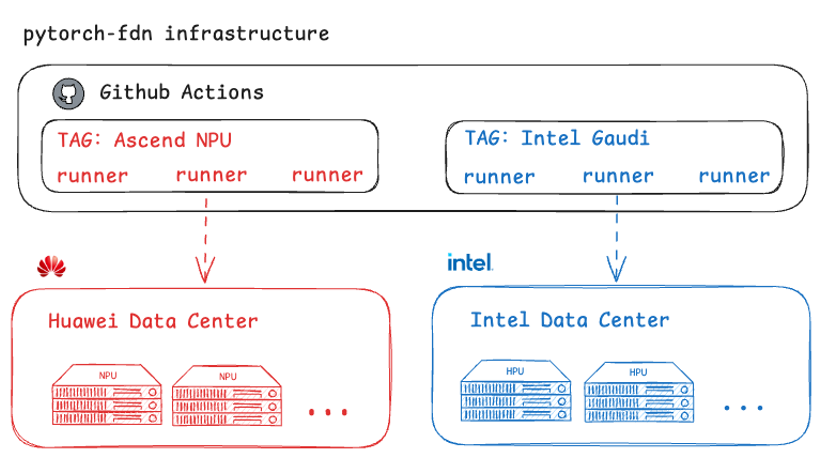 pytorch-fdn infrastructure
Github Actions
TAG: Ascend NPU
runner runner runner
TAG: Intel Gaudi
runner runner runner
intel.
Huawei Data Center
NPU NPU
...
Intel Data Center
HPU HPU
...